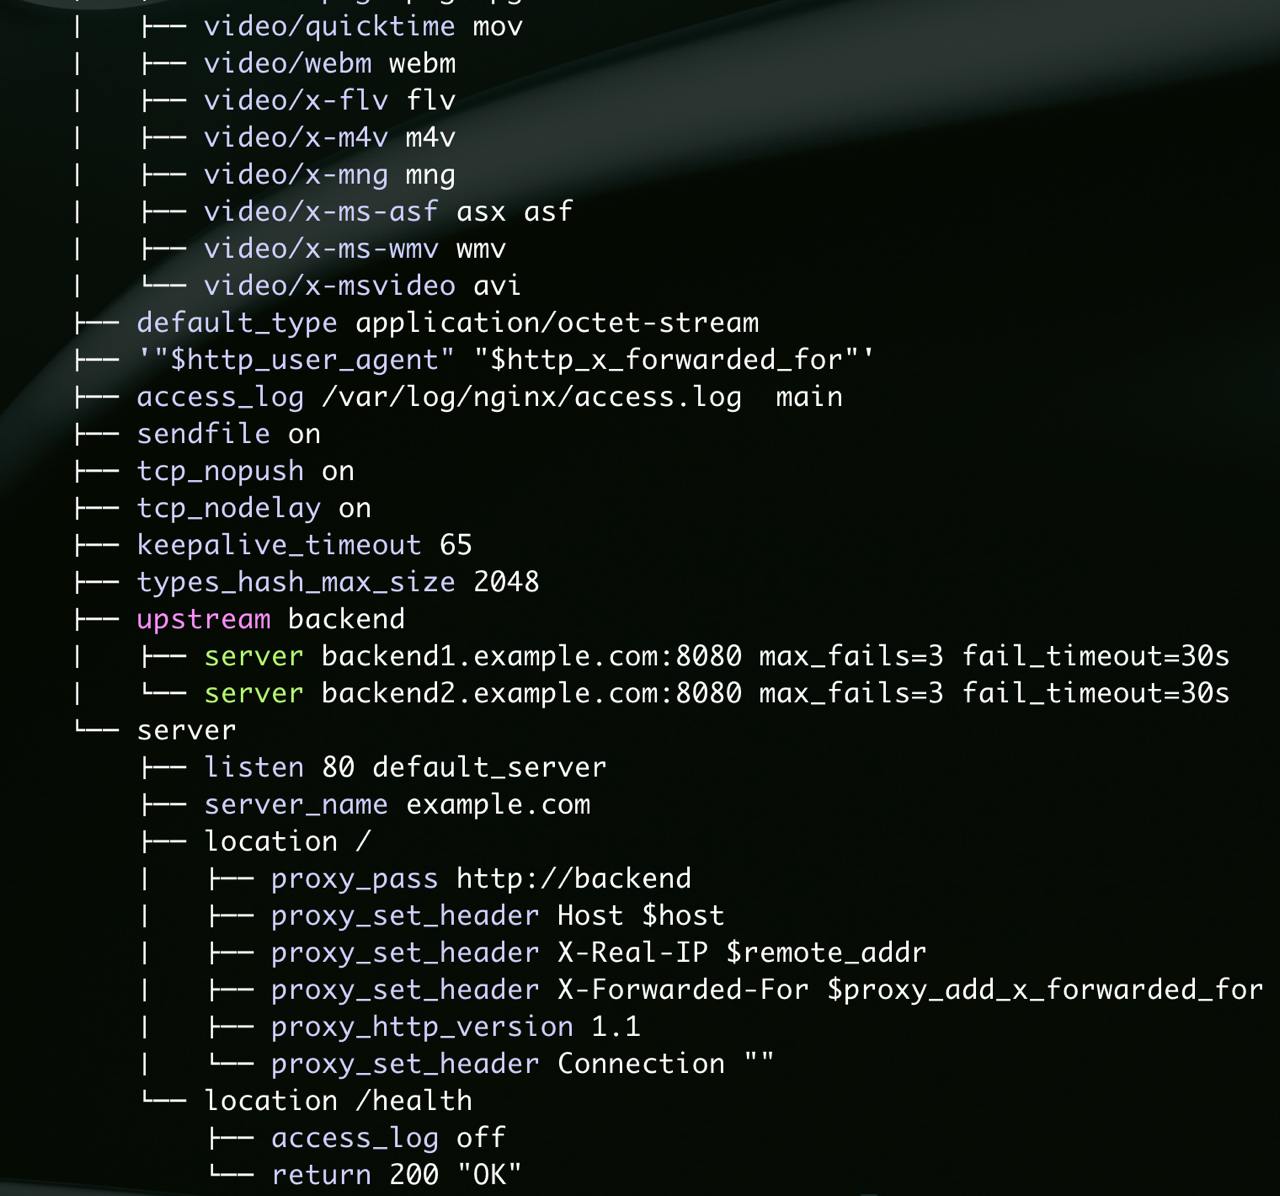 ├── video/quicktime mov
├── video/webm webm
├── video/x-flv flv
├── video/x-m4v m4v
├── video/x-mng mng
├── video/x-ms-asf asx asf
├── video/x-ms-wmv wmv
└── video/x-msvideo avi
├── default_type application/octet-stream
├── '"$http_user_agent" "$http_x_forwarded_for"'
├── access_log /var/log/nginx/access.log  main
├── sendfile on
├── tcp_nopush on
├── tcp_nodelay on
├── keepalive_timeout 65
├── types_hash_max_size 2048
├── upstream backend
|   ├── server backend1.example.com:8080 max_fails=3 fail_timeout=30s
|   └── server backend2.example.com:8080 max_fails=3 fail_timeout=30s
└── server
    ├── listen 80 default_server
    ├── server_name example.com
    ├── location /
    |   ├── proxy_pass http://backend
    |   ├── proxy_set_header Host $host
    |   ├── proxy_set_header X-Real-IP $remote_addr
    |   ├── proxy_set_header X-Forwarded-For $proxy_add_x_forwarded_for
    |   ├── proxy_http_version 1.1
    |   └── proxy_set_header Connection ""
    └── location /health
        ├── access_log off
        └── return 200 "OK"